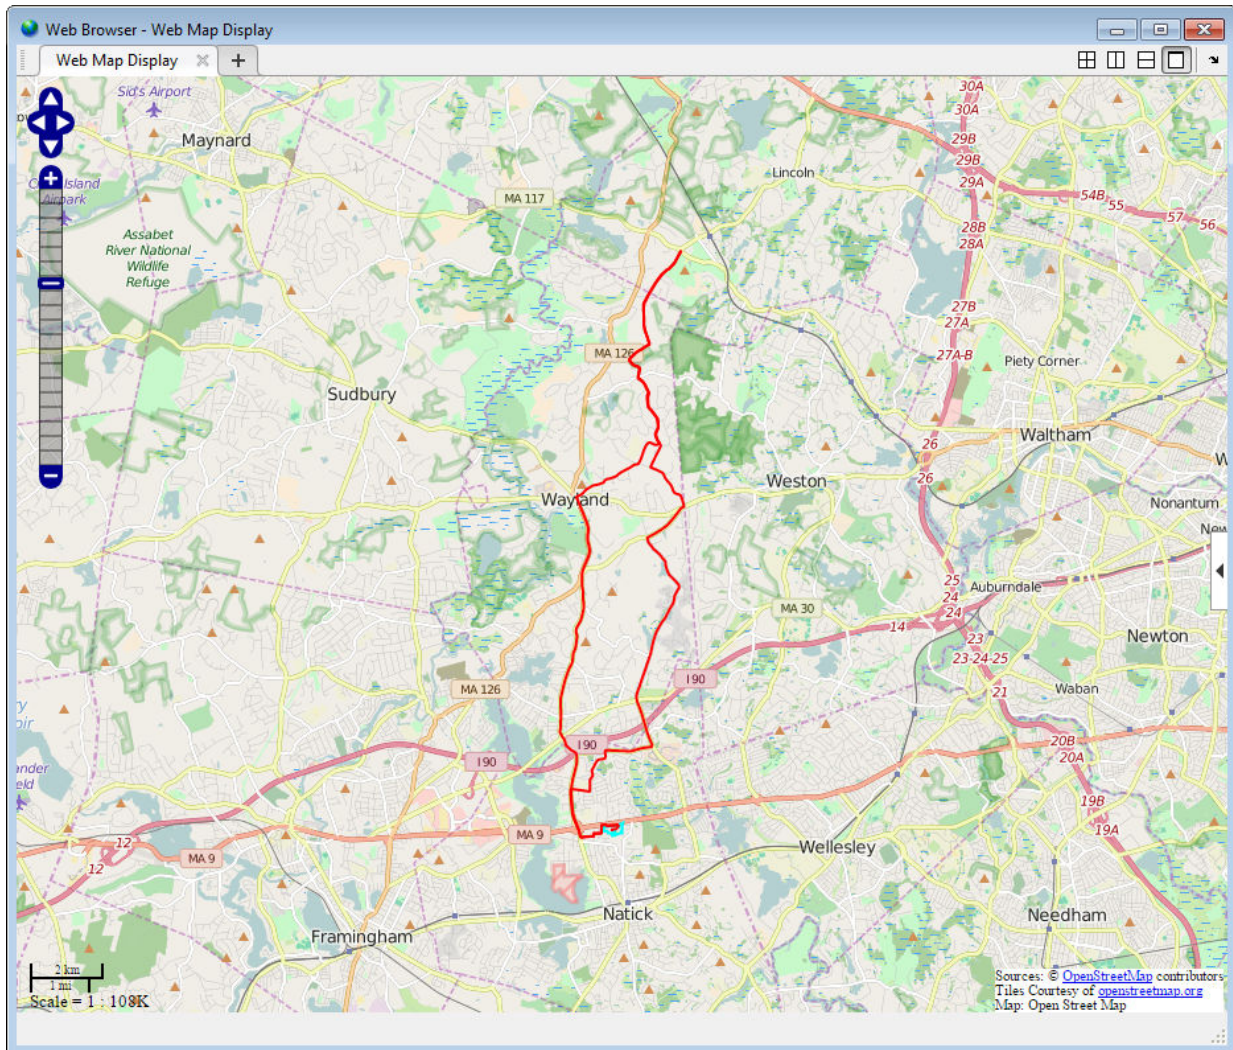 Web Browser - Web Map Display
Web Map Display
Sid's Airport
Maynard
Airpark
Assabet
River National
Wildlife
Refuge
MA 117
Lincoln
30A
30A
29B
29B
29A
54B
55
57
56
28B
28A
27B
27A
27A-B
Piety Corner
MA 126
Sudbury
Waltham
26
26
Weston
Wayland
Nonantum
25
24
24
Auburndale
MA 30
14
23
23-24-25
Newton
21
Waban
MA 126
I 90
I 90
I 90
20B
20A
19B
19A
12
12
MA 9
MA 9
Wellesley
Natick
Needham
Framingham
2 km
1 mi
Scale = 1 : 108K
Sources: © OpenStreetMap contributors
Tiles Courtesy of openstreetmap.org
Map: Open Street Map